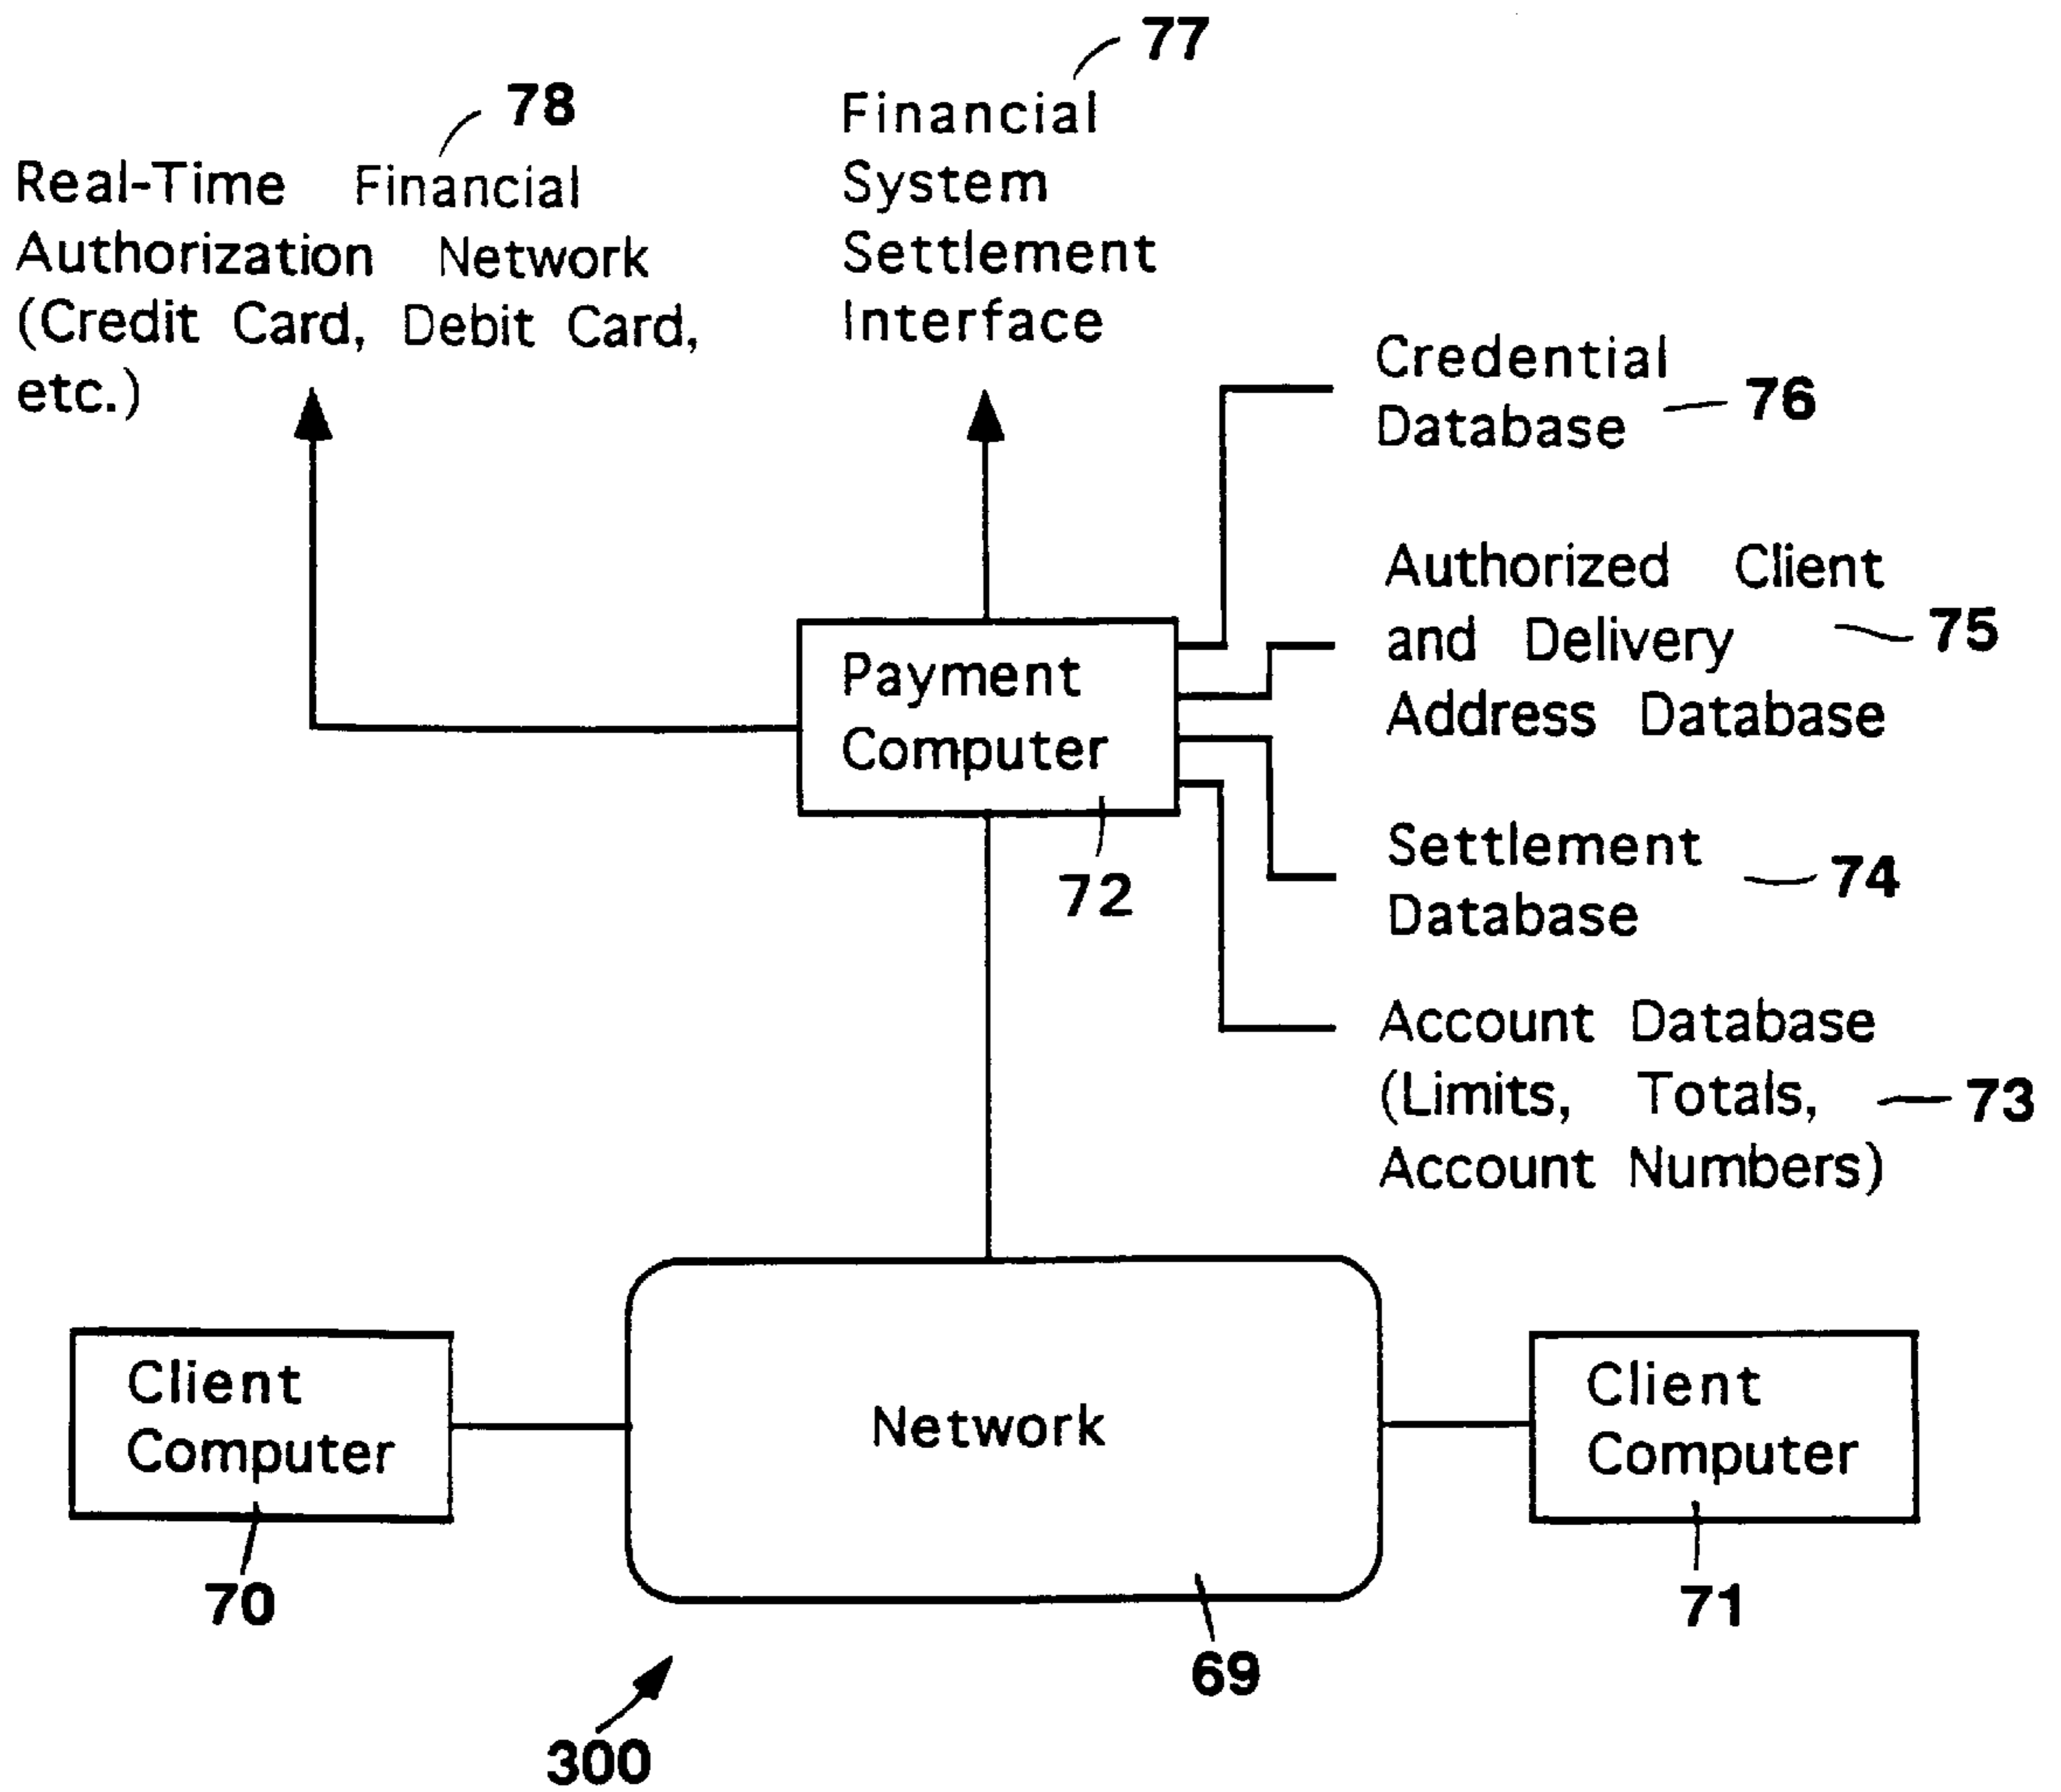 77
Financial
System
Settlement
Interface
78
Real-Time Financial
Authorization Network
(Credit Card, Debit Card,
etc.)
Credential
Database
76
Authorized Client
and Delivery
Address Database
75
Payment
Computer
72
Settlement
Database
74
Account Database
(Limits, Totals,
Account Numbers)
73
Client
Computer
70
Network
69
Client
Computer
71
300